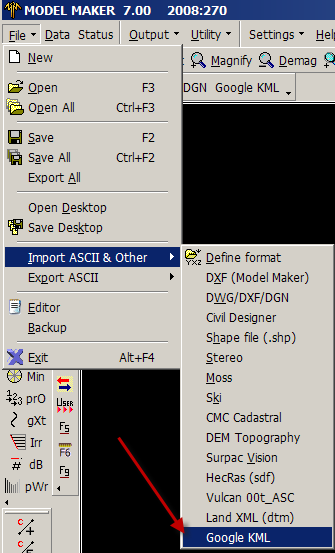 MODEL MAKER 7.00 2008:270
File Data Status Output Utility Settings H
New
Magnify Demag
Open F3
DGN Google KML
Open All Ctrl+F3
Save F2
Save All Ctrl+F2
Export All
Open Desktop
Save Desktop
Import ASCII & Other
Export ASCII
Editor
Backup
Exit Alt+F4
Define format
DXF (Model Maker)
DWG/DXF/DGN
Civil Designer
Shape file (.shp)
Stereo
Moss
Ski
CMC Cadastral
DEM Topography
Surpac Vision
HecRas (sdf)
Vulcan 00t_ASC
Land XML (dtm)
Google KML
Min
123 prO
gXt
Irr
dB
pWr
USER
F5
F6
F9